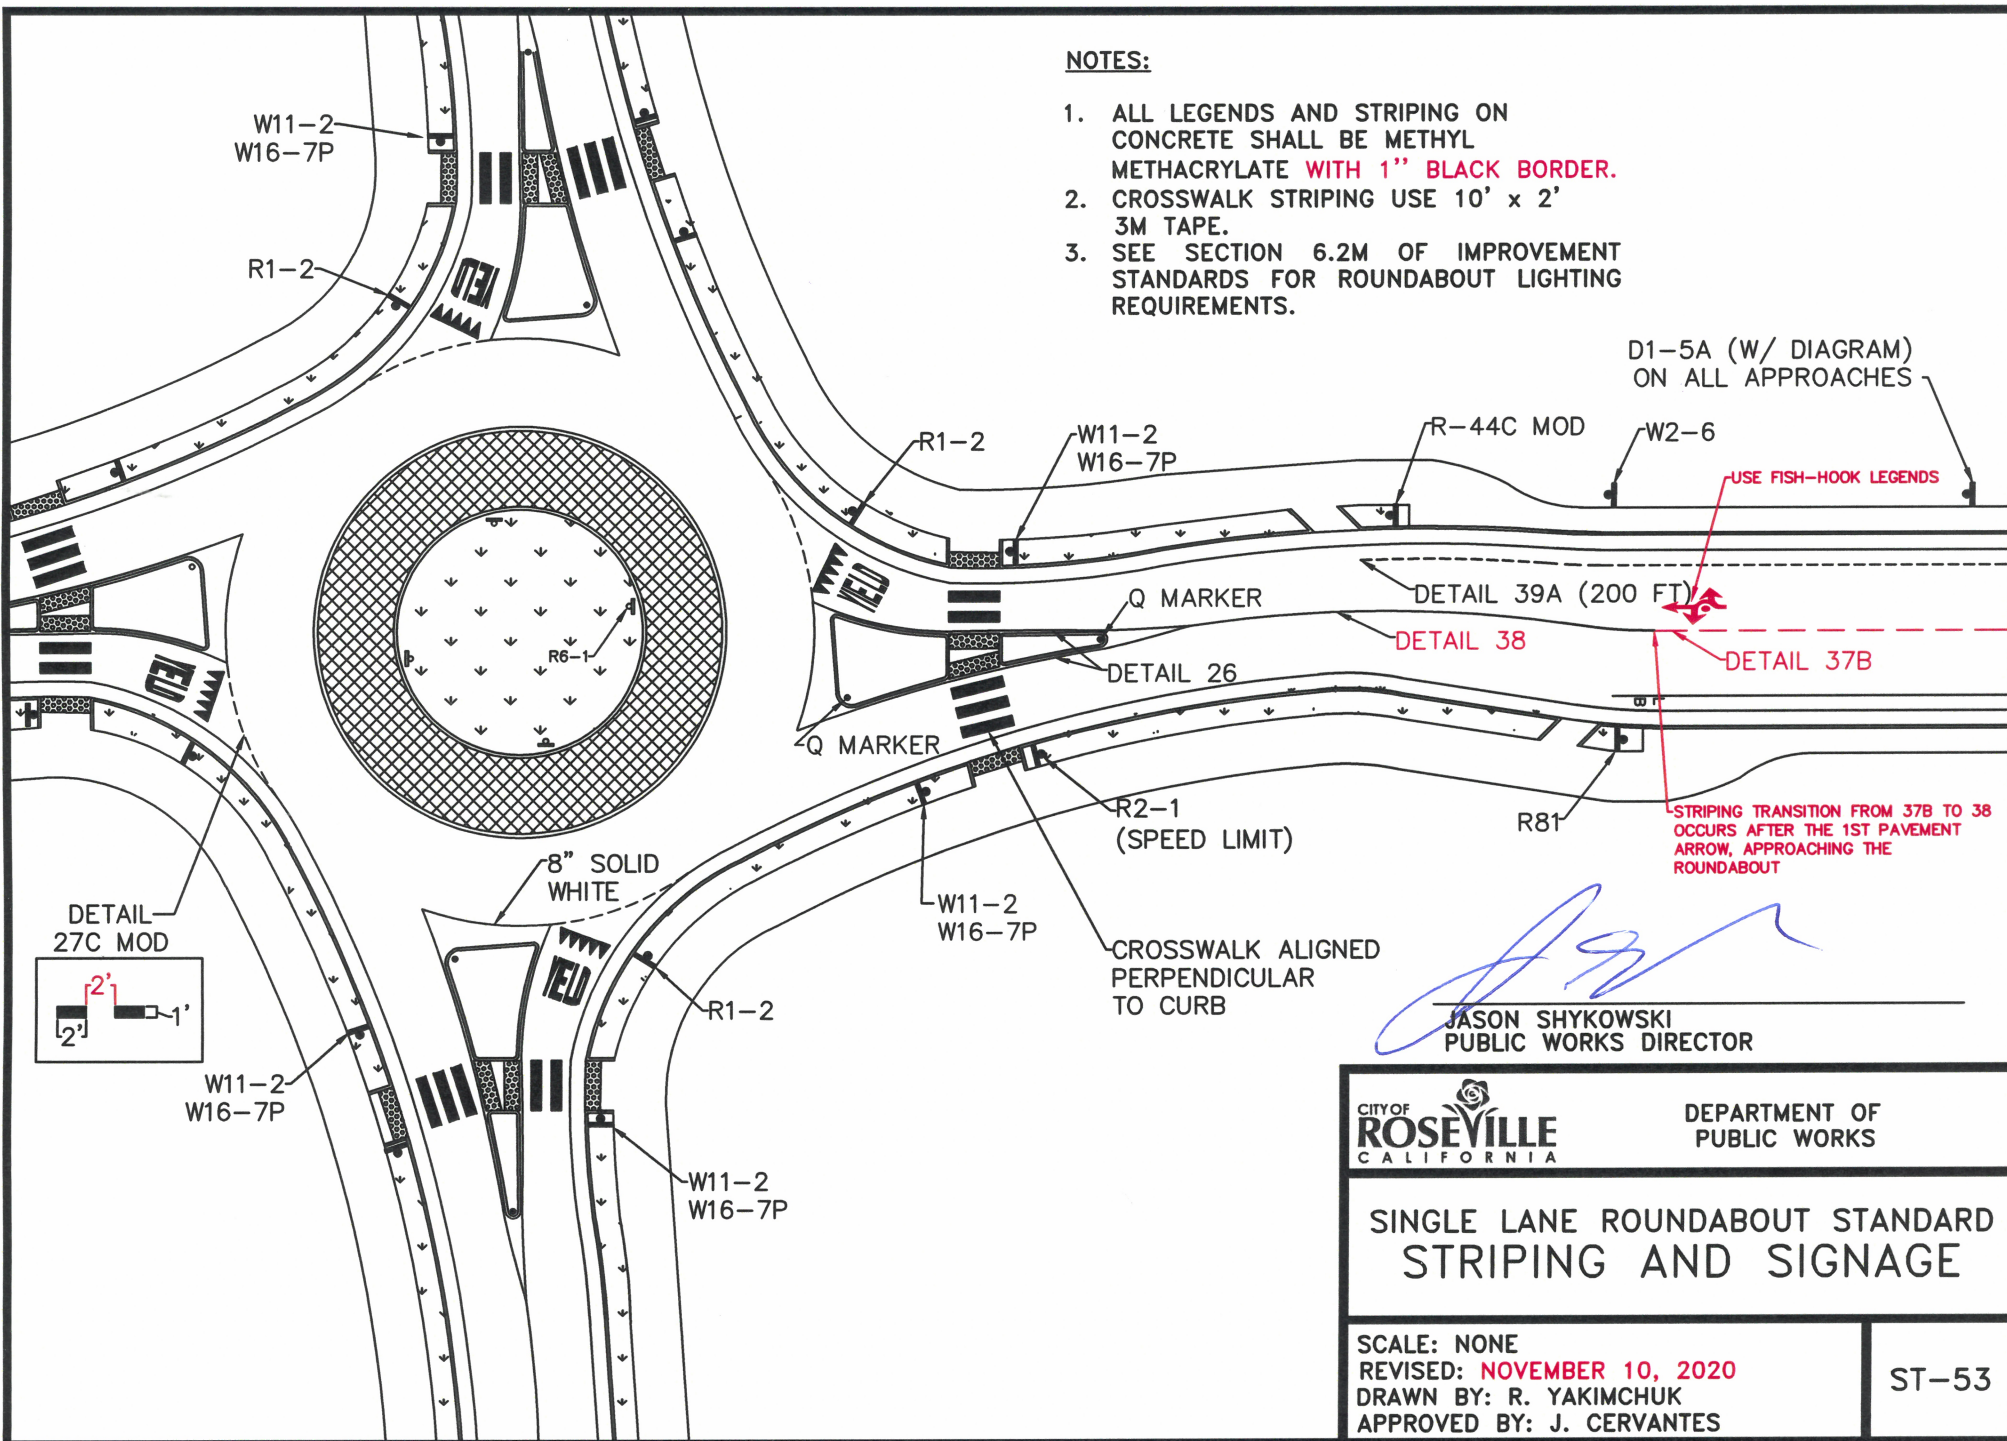 NOTES:
1. ALL LEGENDS AND STRIPING ON
CONCRETE SHALL BE METHYL
METHACRYLATE WITH 1" BLACK BORDER.
2. CROSSWALK STRIPING USE 10' x 2'
3M TAPE.
3. SEE SECTION 6.2M OF IMPROVEMENT
STANDARDS FOR ROUNDABOUT LIGHTING
REQUIREMENTS.
W11-2
W16-7P
R1-2
YIELD
D1-5A (W/ DIAGRAM)
ON ALL APPROACHES
R1-2
W11-2
W16-7P
R-44C MOD
W2-6
USE FISH-HOOK LEGENDS
YIELD
Q MARKER
DETAIL 39A (200 FT)
DETAIL 38
DETAIL 37B
R6-1
DETAIL 26
YIELD
Q MARKER
BL
R2-1
(SPEED LIMIT)
R81
STRIPING TRANSITION FROM 37B TO 38
OCCURS AFTER THE 1ST PAVEMENT
ARROW, APPROACHING THE
ROUNDABOUT
8" SOLID
WHITE
DETAIL
27C MOD
2'
2'
1'
W11-2
W16-7P
YIELD
R1-2
CROSSWALK ALIGNED
PERPENDICULAR
TO CURB
W11-2
W16-7P
W11-2
W16-7P
JASON SHYKOWSKI
PUBLIC WORKS DIRECTOR
CITY OF
ROSEVILLE
CALIFORNIA
DEPARTMENT OF
PUBLIC WORKS
SINGLE LANE ROUNDABOUT STANDARD
STRIPING AND SIGNAGE
SCALE: NONE
REVISED: NOVEMBER 10, 2020
DRAWN BY: R. YAKIMCHUK
APPROVED BY: J. CERVANTES
ST-53